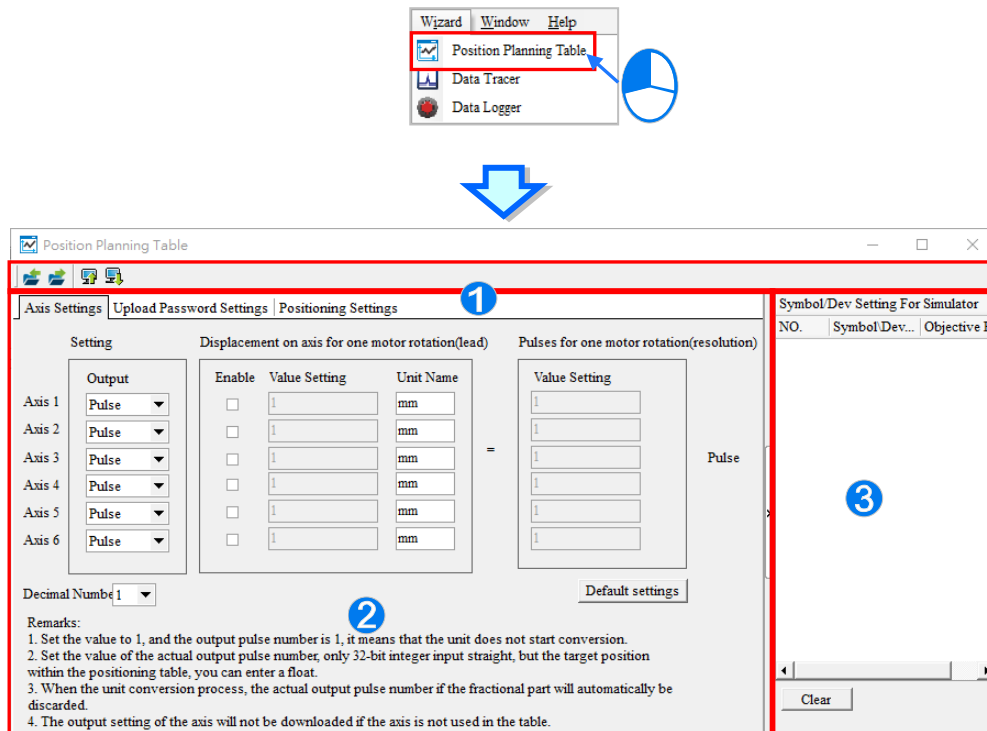 Wizard Window Help
Position Planning Table
Data Tracer
Data Logger
Position Planning Table
1
Axis Settings Upload Password Settings Positioning Settings
Setting Displacement on axis for one motor rotation(lead) Pulses for one motor rotation(resolution)
Output Enable Value Setting Unit Name Value Setting
Axis 1 Pulse 1 mm 1
Axis 2 Pulse 1 mm 1
Axis 3 Pulse 1 mm = 1 Pulse
Axis 4 Pulse 1 mm 1
Axis 5 Pulse 1 mm 1
Axis 6 Pulse 1 mm 1
Default settings
Decimal Numbe 1
2
Remarks:
1. Set the value to 1, and the output pulse number is 1, it means that the unit does not start conversion.
2. Set the value of the actual output pulse number, only 32-bit integer input straight, but the target position
within the positioning table, you can enter a float.
3. When the unit conversion process, the actual output pulse number if the fractional part will automatically be
discarded.
4. The output setting of the axis will not be downloaded if the axis is not used in the table.
Symbol/Dev Setting For Simulator
NO. Symbol\Dev... Objective
3
Clear